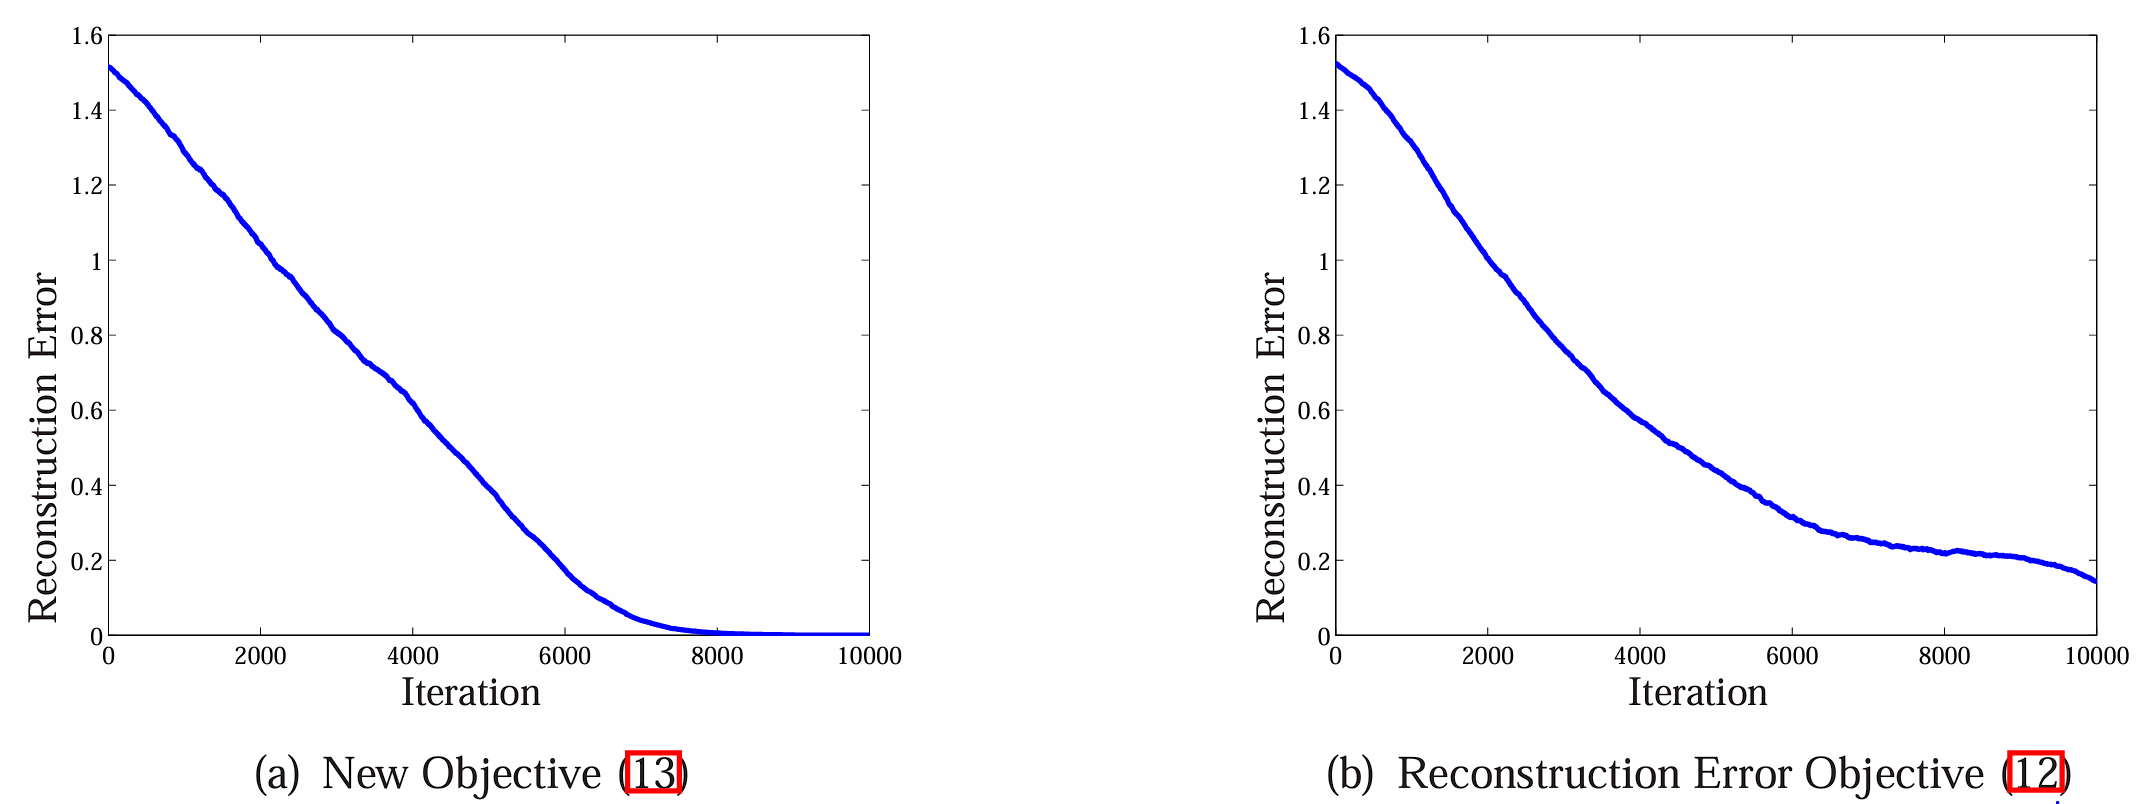 1.6
1.4
1.2
1
0.8
0.6
0.4
0.2
0
Reconstruction Error
0 2000 4000 6000 8000 10000
Iteration
(a) New Objective (13)
1.6
1.4
1.2
1
0.8
0.6
0.4
0.2
0
Reconstruction Error
0 2000 4000 6000 8000 10000
Iteration
(b) Reconstruction Error Objective (12)